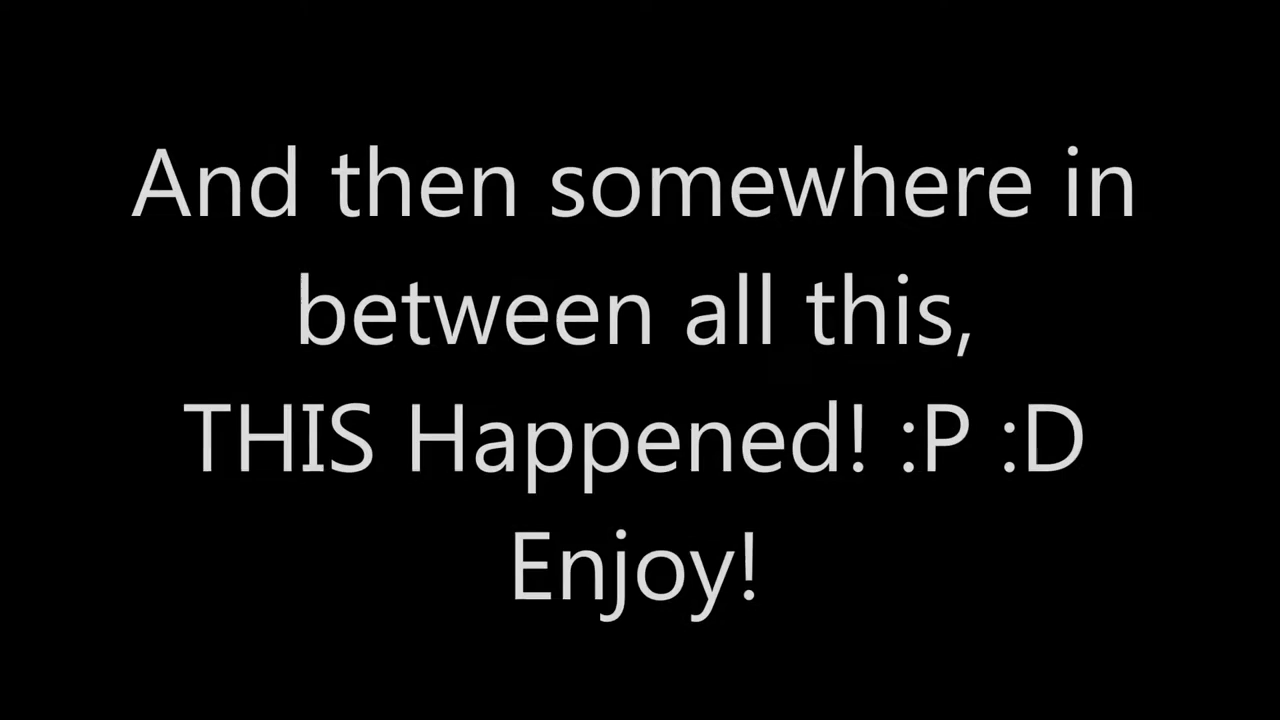 And then somewhere in
between all this,
THIS Happened! :P :D
Enjoy!